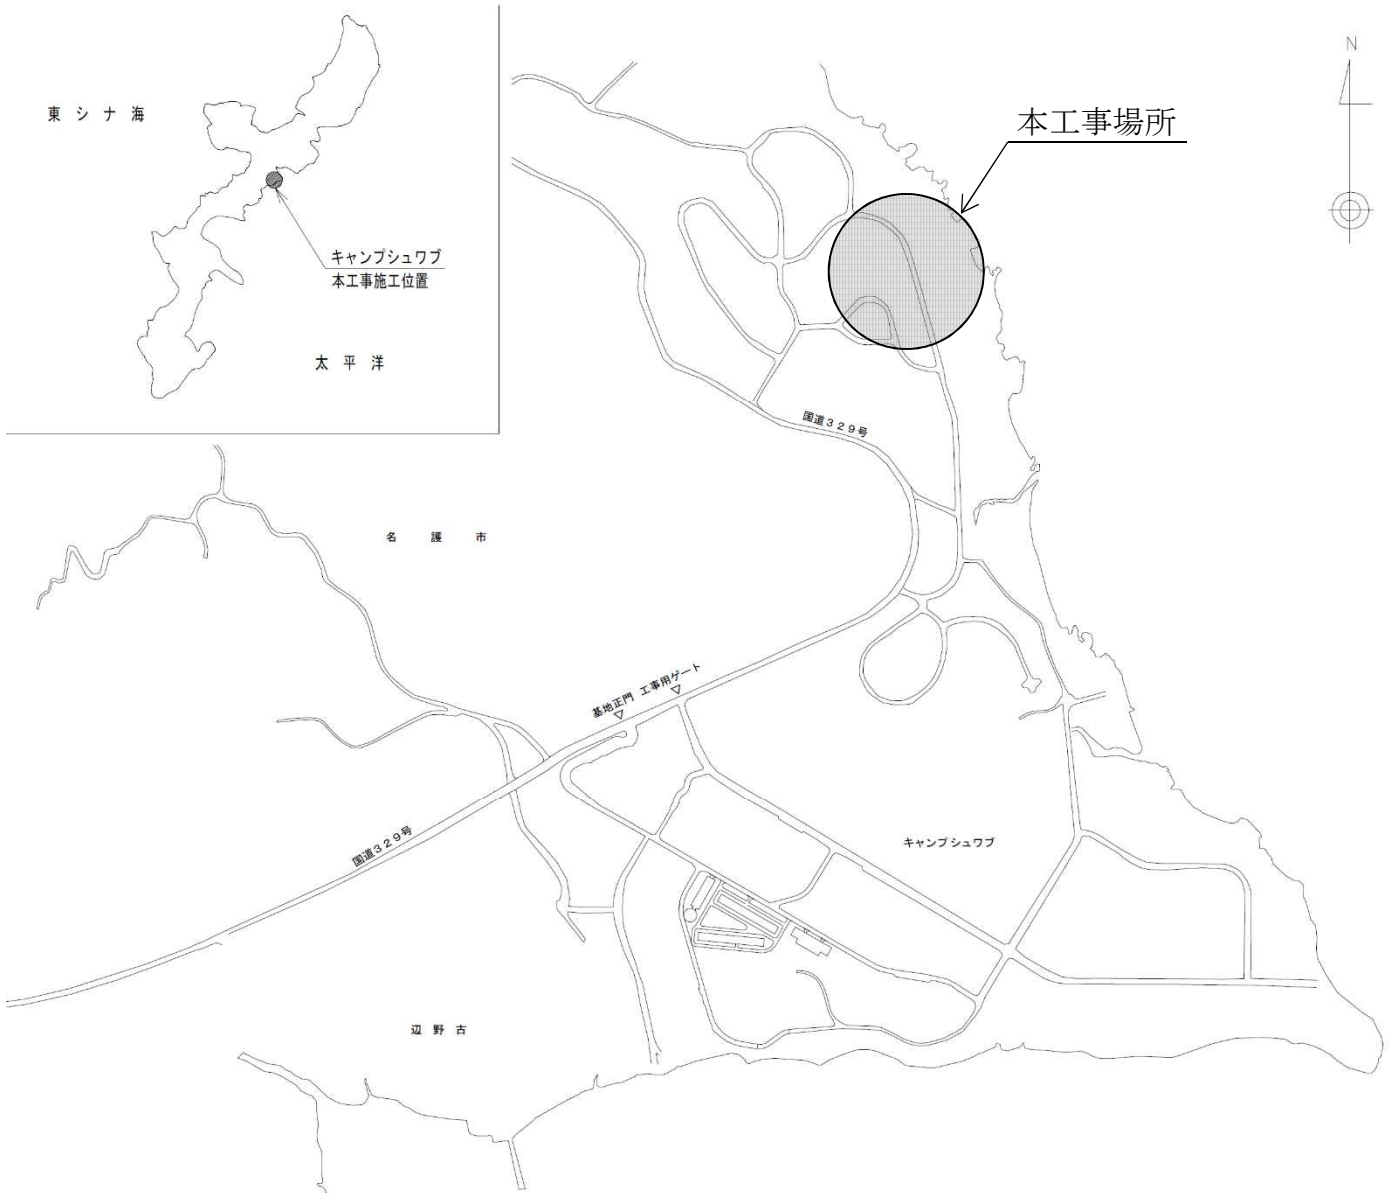 東シナ海
キャンプシュワブ
本工事施工位置
太平洋
N
本工事場所
国道329号
名護市
基地正門 工事用ゲート
国道329号
キャンプシュワブ
辺野古